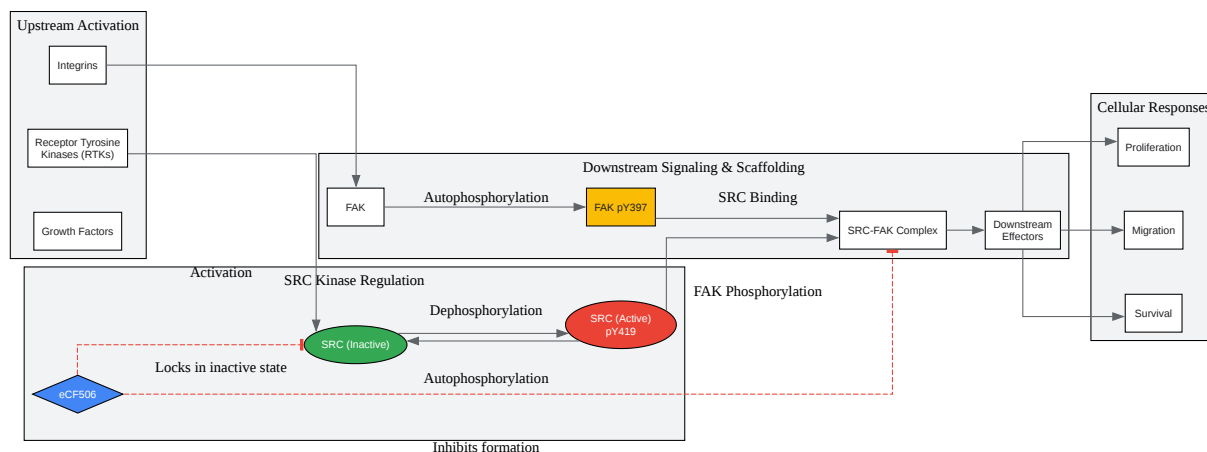 Upstream Activation
Integrins
Receptor Tyrosine
Kinases (RTKs)
Growth Factors
Cellular Responses
Proliferation
Migration
Survival
Downstream Signaling & Scaffolding
FAK
Autophosphorylation
FAK pY397
SRC Binding
SRC-FAK Complex
Downstream
Effectors
Activation
SRC Kinase Regulation
FAK Phosphorylation
Dephosphorylation
SRC (Active)
pY419
SRC (Inactive)
Locks in inactive state
Autophosphorylation
eCF506
Inhibits formation